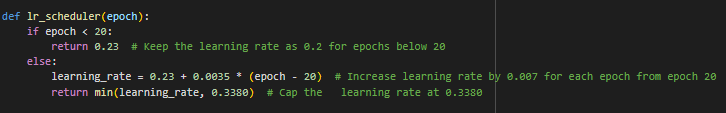 def lr_scheduler(epoch):
    if epoch < 20:
        return 0.23  # Keep the learning rate as 0.2 for epochs below 20
    else:
        learning_rate = 0.23 + 0.0035 * (epoch - 20)  # Increase learning rate by 0.007 for each epoch from epoch 20
        return min(learning_rate, 0.3380)  # Cap the   learning rate at 0.3380